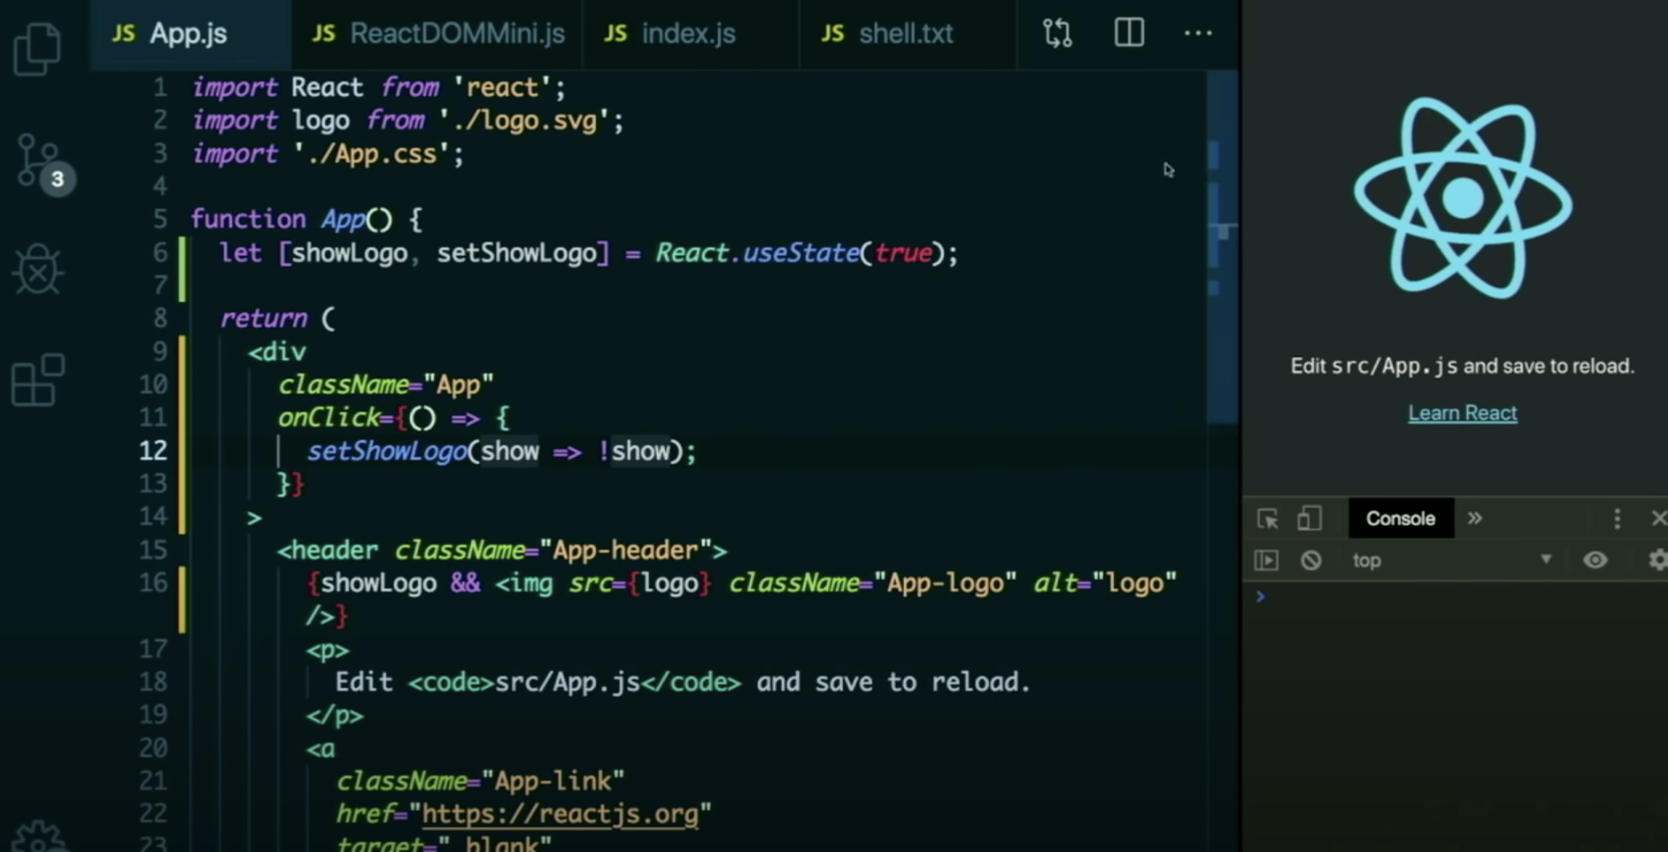 JS App.js
JS ReactDOMMini.js
JS index.js
JS shell.txt
3
1 import React from 'react';
2 import logo from './logo.svg';
3 import './App.css';
4
5 function App() {
6 let [showLogo, setShowLogo] = React.useState(true);
7
8 return (
9 <div
10 className="App"
11 onClick={() => {
12 setShowLogo(show => !show);
13 }}
14 >
15 <header className="App-header">
16 {showLogo && <img src={logo} className="App-logo" alt="logo"
/>}
17 <p>
18 Edit <code>src/App.js</code> and save to reload.
19 </p>
20 <a
21 className="App-link"
22 href="https://reactjs.org"
23 target="_blank"
Edit src/App.js and save to reload.
Learn React
Console »
top
>